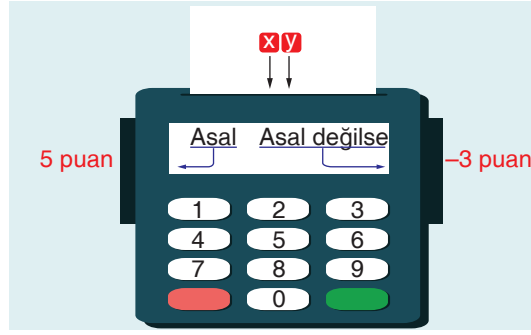 x y
Asal Asal değilse
5 puan -3 puan
1 2 3
4 5 6
7 8 9
0